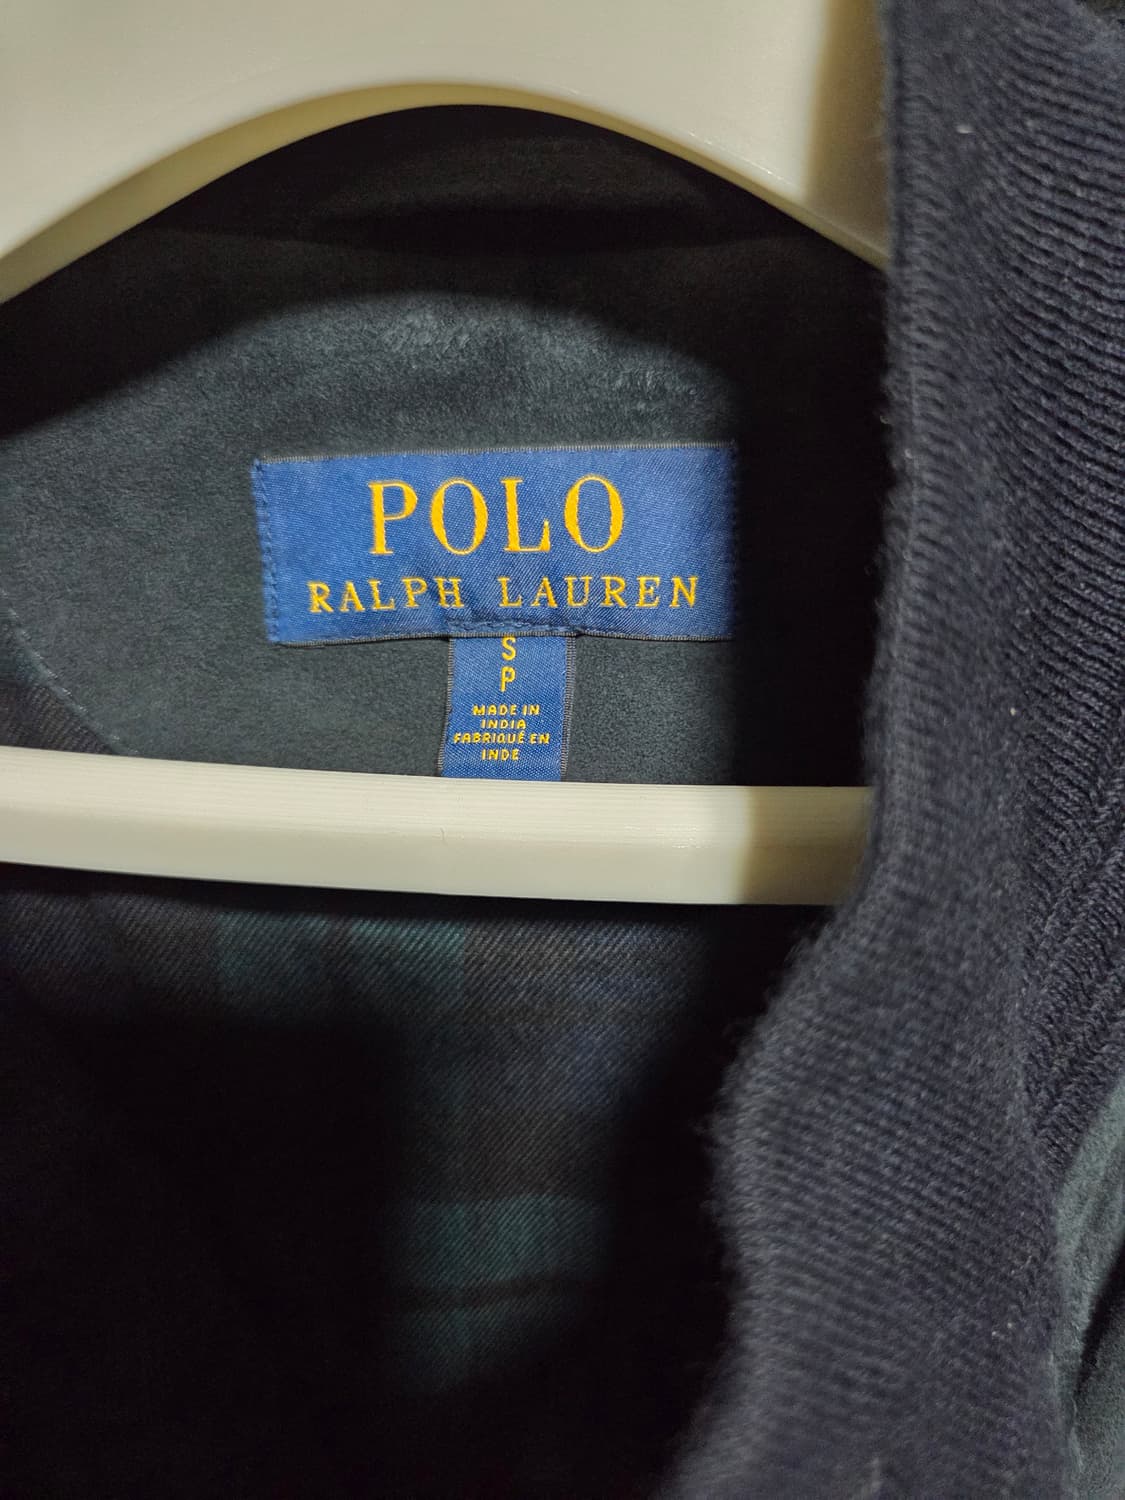 POLO
RALPH LAUREN
S
P
MADE IN
INDIA
FABRIQUÉ EN
INDE